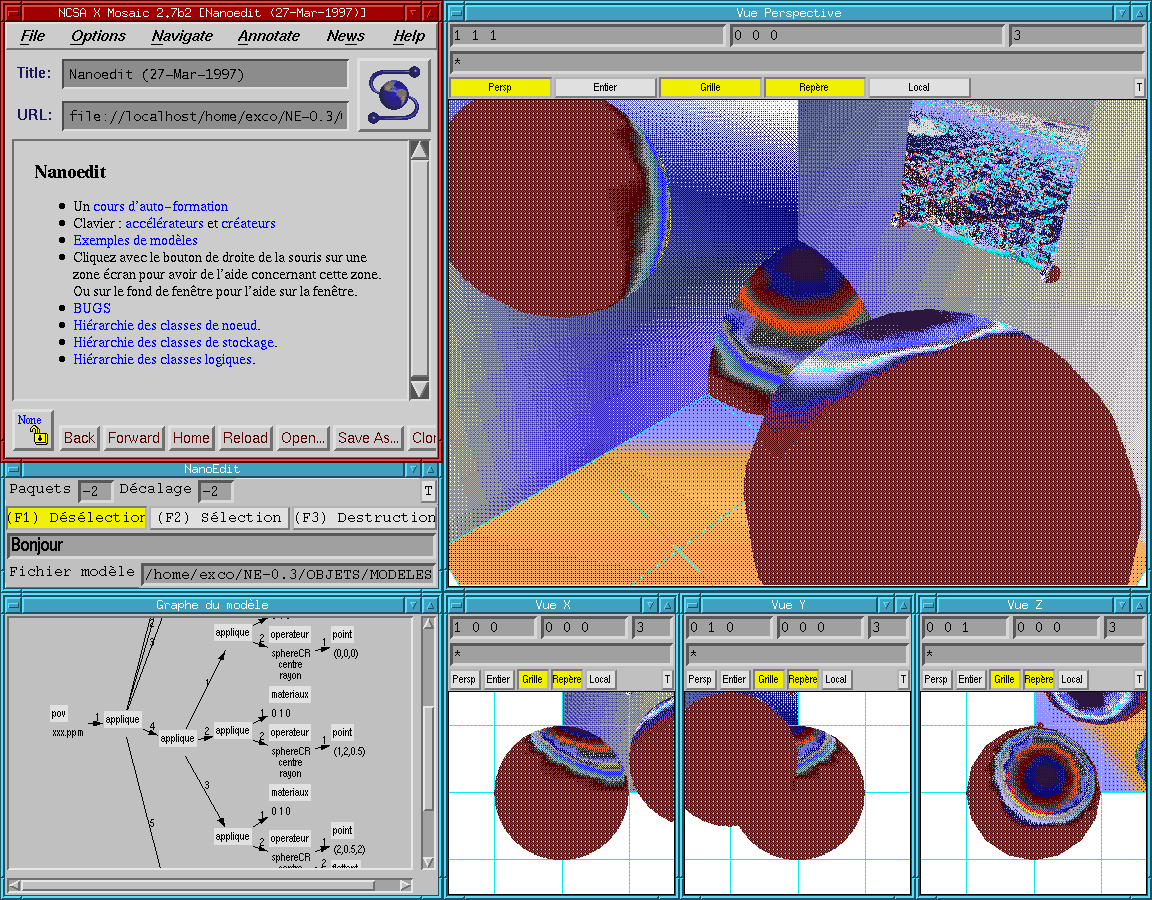 NCSA X Mosaic 2.7b2 [Nanoedit (27-Mar-1997)]
File Options Navigate Annotate News Help
Title: Nanoedit (27-Mar-1997)
URL: file://localhost/home/exco/NE-0.3/
Nanoedit
Un cours d'auto-formation
Clavier : accélérateurs et créateurs
Exemples de modèles
Cliquez avec le bouton de droite de la souris sur une
zone écran pour avoir de l'aide concernant cette zone.
Ou sur le fond de fenêtre pour l'aide sur la fenêtre.
BUGS
Hiérarchie des classes de noeud.
Hiérarchie des classes de stockage.
Hiérarchie des classes logiques.
None
Back Forward Home Reload Open... Save As... Clon
NanoEdit
Paquets -2 Décalage -2 T
(F1) Désélection (F2) Sélection (F3) Destruction
Bonjour
Fichier modèle /home/exco/NE-0.3/OBJETS/MODELES
Graphe du modèle
pov
xxx.ppm
1
applique
2
3
4
5
applique
1
2
3
applique
2
operateur
sphereCR
centre
rayon
1
point
(0,0,0)
applique
1
materiaux
0 1 0
2
operateur
sphereCR
centre
rayon
1
point
(1,2,0.5)
applique
1
materiaux
0 1 0
2
operateur
sphereCR
centre
1
point
(2,0.5,2)
2
flottant
Vue Perspective
1 1 1 0 0 0 3
*
Persp Entier Grille Repère Local T
Vue X
1 0 0 0 0 0 3
*
Persp Entier Grille Repère Local T
Vue Y
0 1 0 0 0 0 3
*
Persp Entier Grille Repère Local T
Vue Z
0 0 1 0 0 0 3
*
Persp Entier Grille Repère Local T